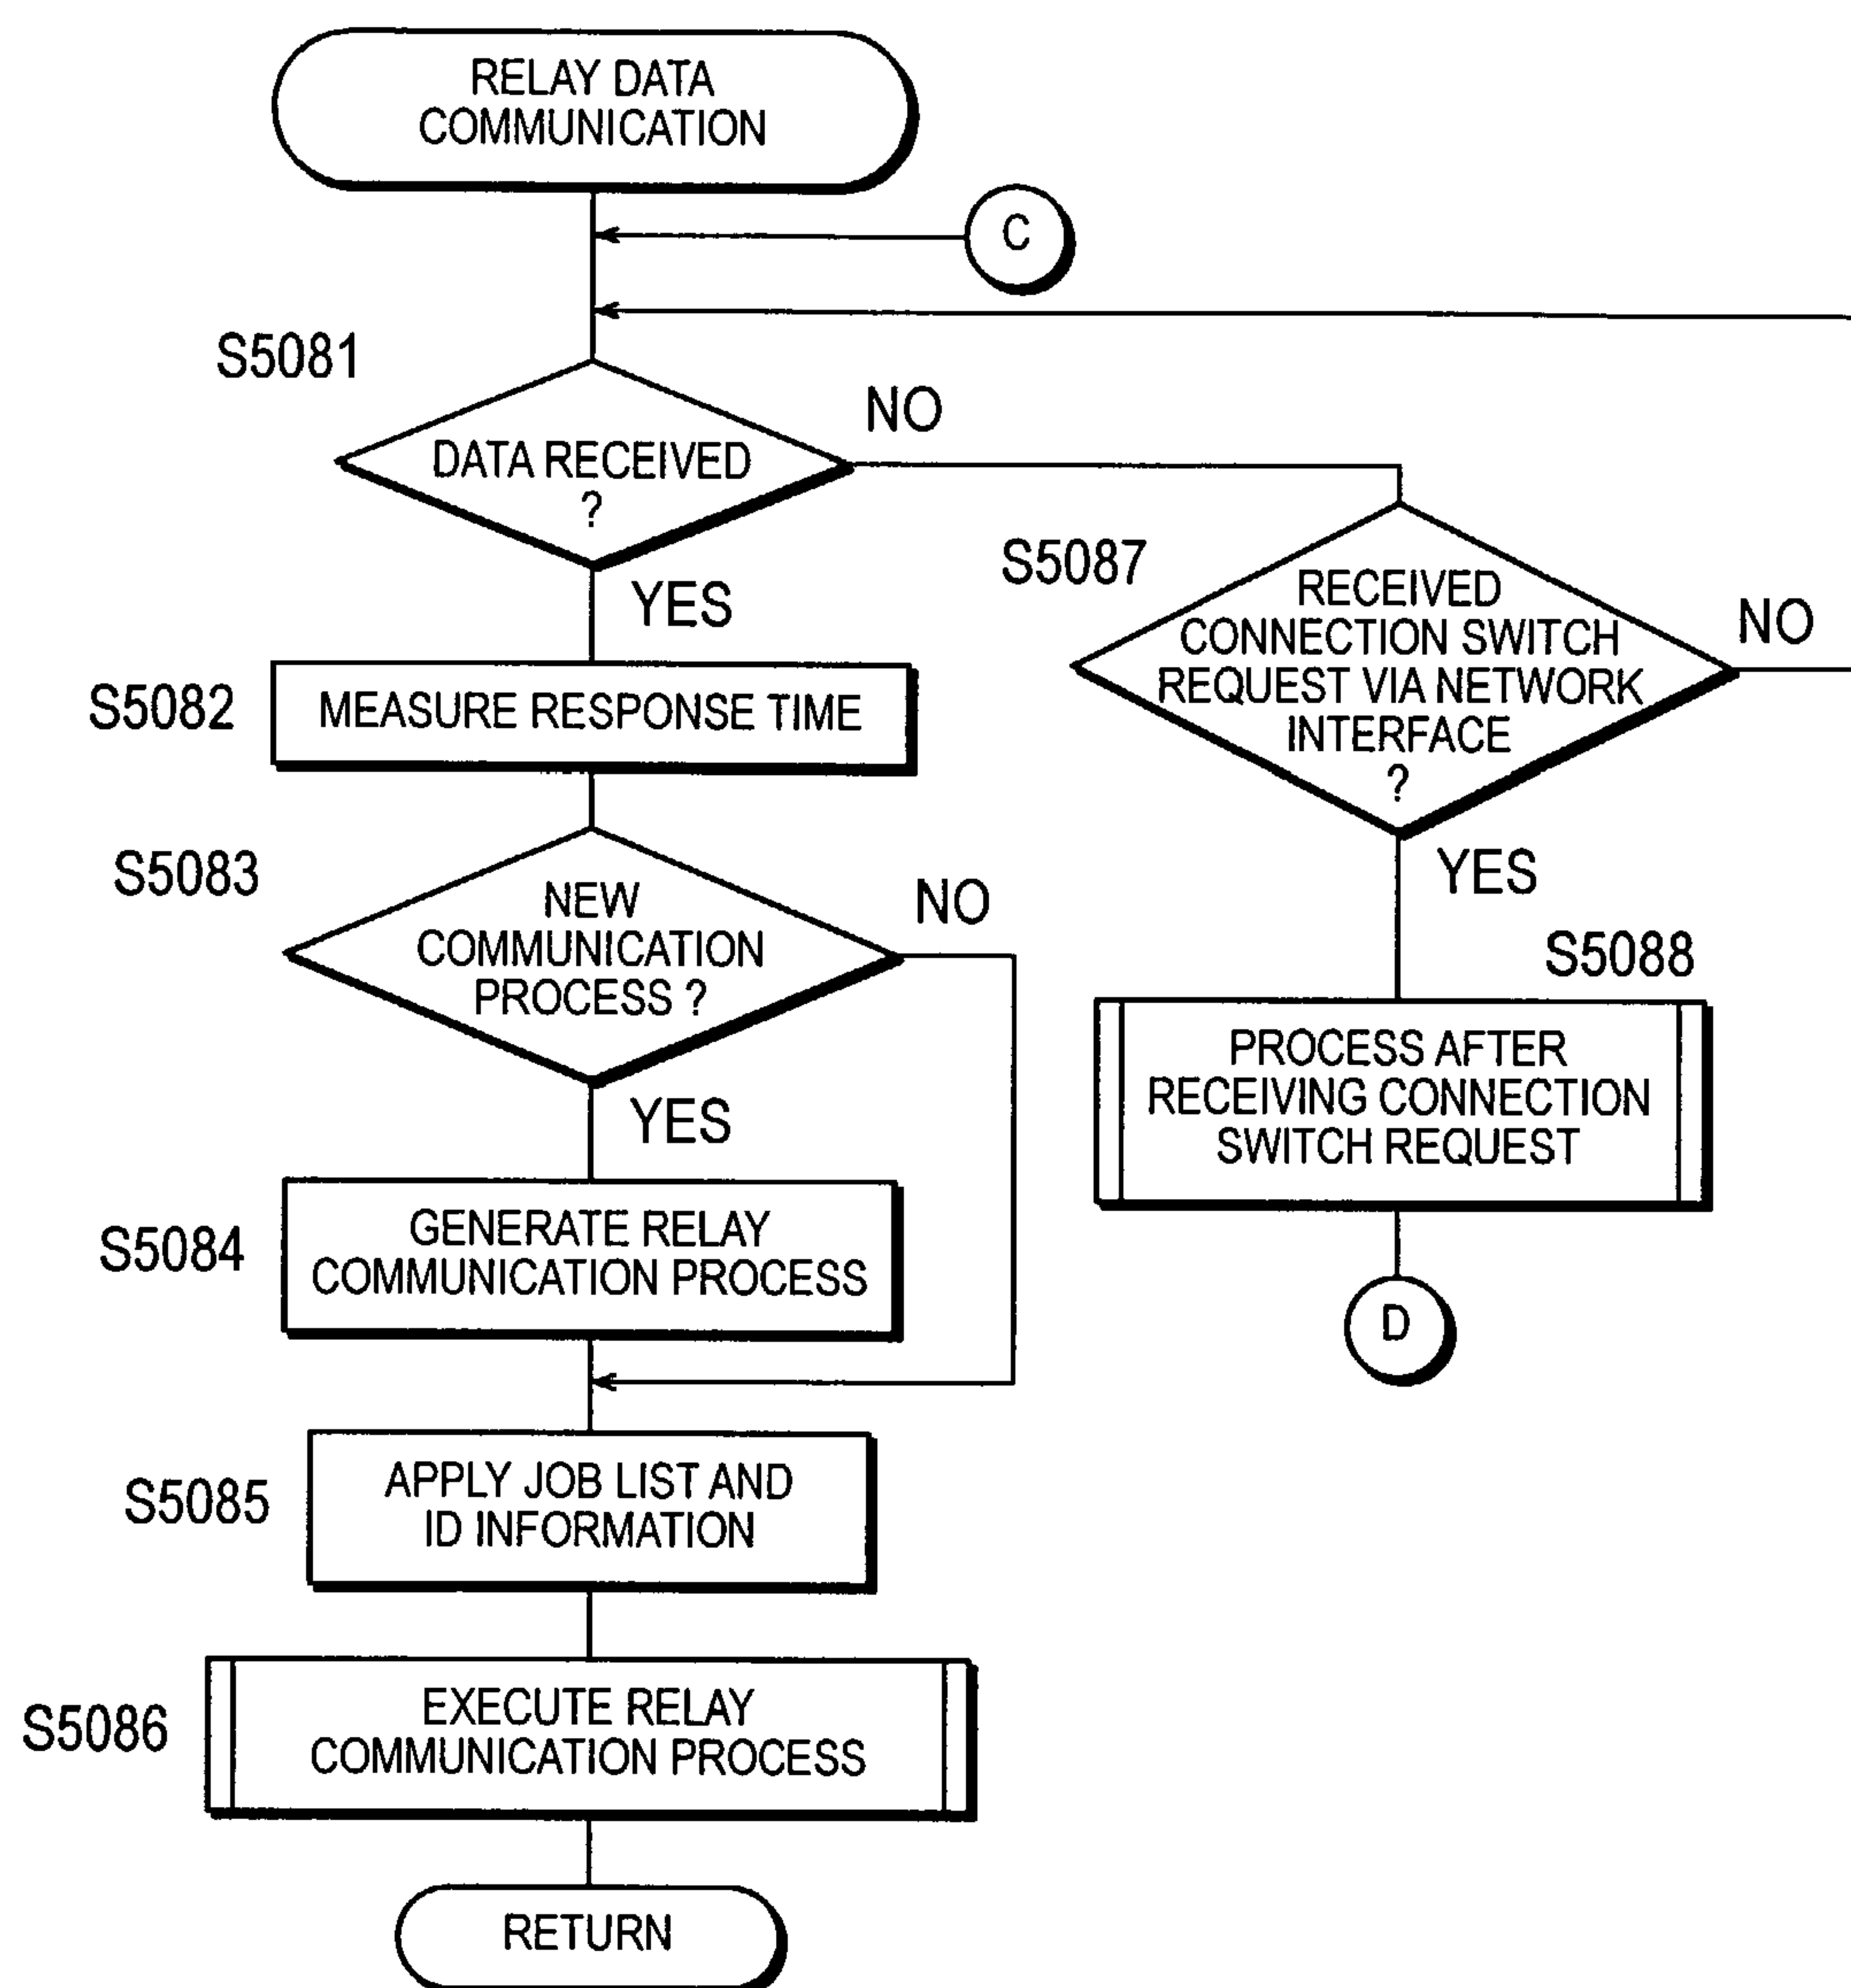 RELAY DATA
COMMUNICATION
C
S5081
DATA RECEIVED
?
NO
YES
S5082
MEASURE RESPONSE TIME
S5083
NEW
COMMUNICATION
PROCESS ?
NO
YES
S5084
GENERATE RELAY
COMMUNICATION PROCESS
S5085
APPLY JOB LIST AND
ID INFORMATION
S5086
EXECUTE RELAY
COMMUNICATION PROCESS
RETURN
S5087
RECEIVED
CONNECTION SWITCH
REQUEST VIA NETWORK
INTERFACE
?
NO
YES
S5088
PROCESS AFTER
RECEIVING CONNECTION
SWITCH REQUEST
D